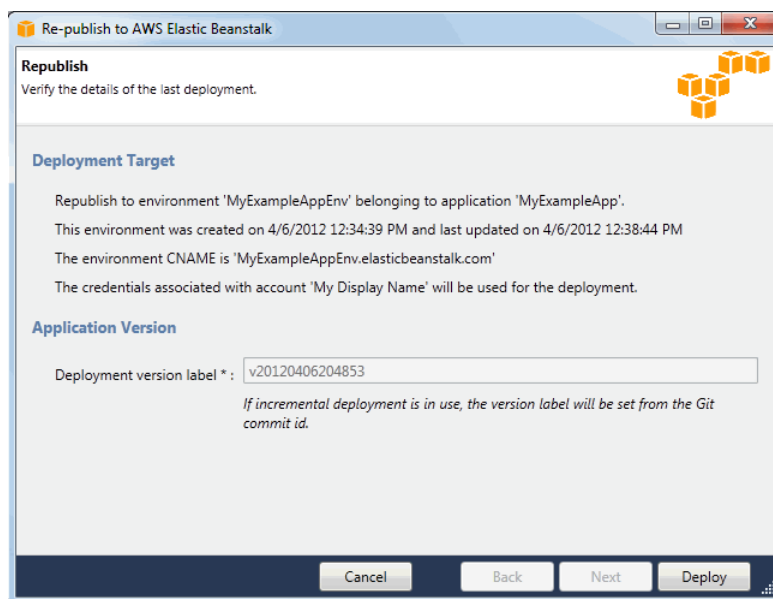 Re-publish to AWS Elastic Beanstalk
Republish
Verify the details of the last deployment.
Deployment Target
Republish to environment 'MyExampleAppEnv' belonging to application 'MyExampleApp'.
This environment was created on 4/6/2012 12:34:39 PM and last updated on 4/6/2012 12:38:44 PM
The environment CNAME is 'MyExampleAppEnv.elasticbeanstalk.com'
The credentials associated with account 'My Display Name' will be used for the deployment.
Application Version
Deployment version label * : v20120406204853
If incremental deployment is in use, the version label will be set from the Git
commit id.
Cancel Back Next Deploy